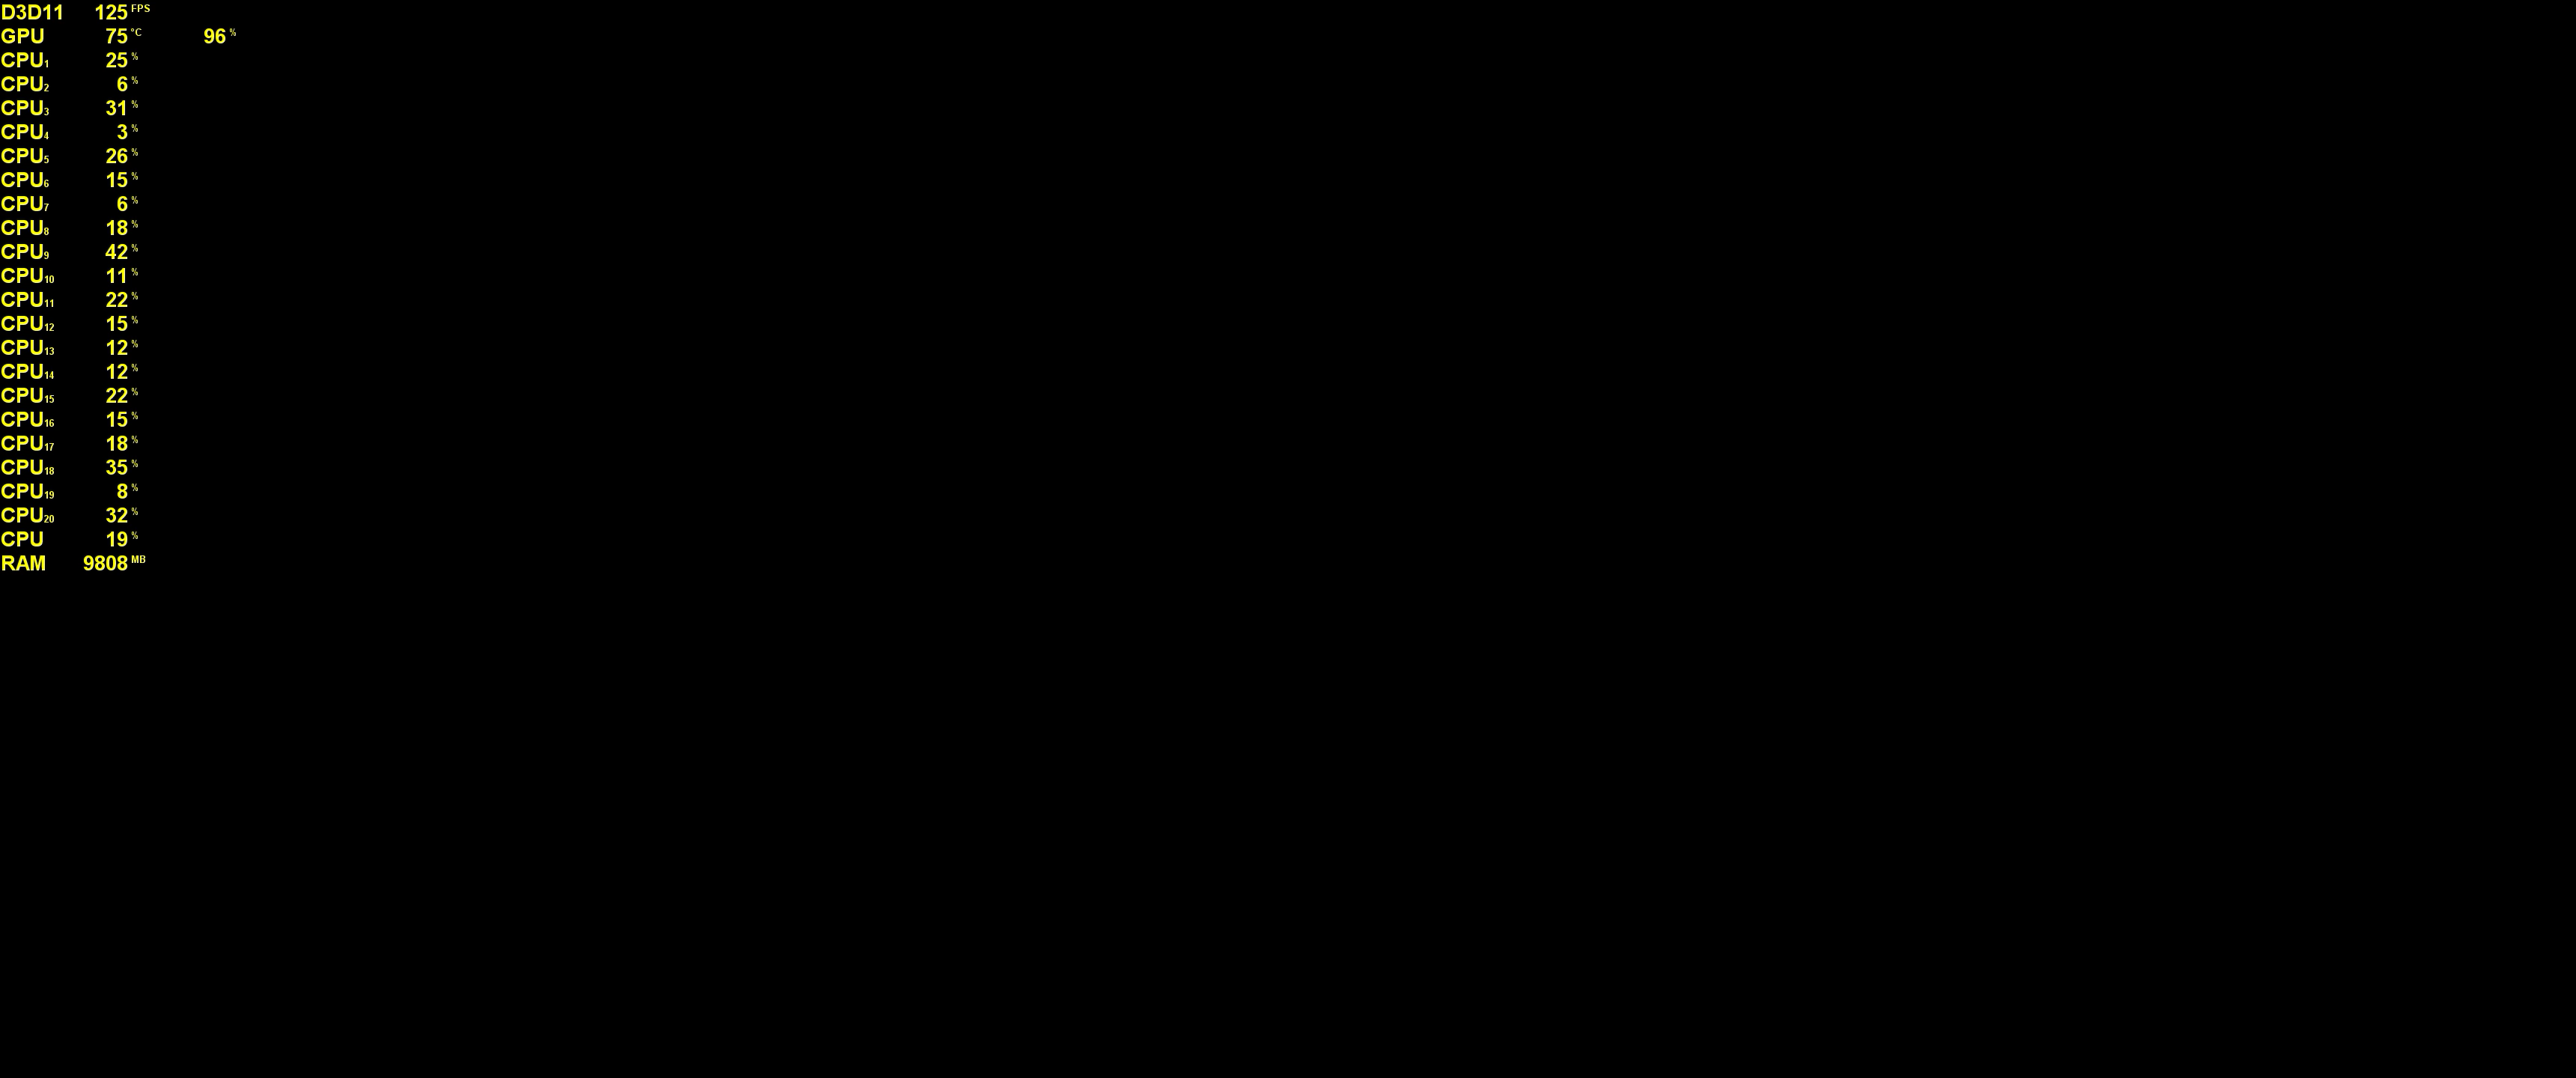 D3D11 125 FPS
GPU 75 °C 96 %
CPU1 25 %
CPU2 6 %
CPU3 31 %
CPU4 3 %
CPU5 26 %
CPU6 15 %
CPU7 6 %
CPU8 18 %
CPU9 42 %
CPU10 11 %
CPU11 22 %
CPU12 15 %
CPU13 12 %
CPU14 12 %
CPU15 22 %
CPU16 15 %
CPU17 18 %
CPU18 35 %
CPU19 8 %
CPU20 32 %
CPU 19 %
RAM 9808 MB